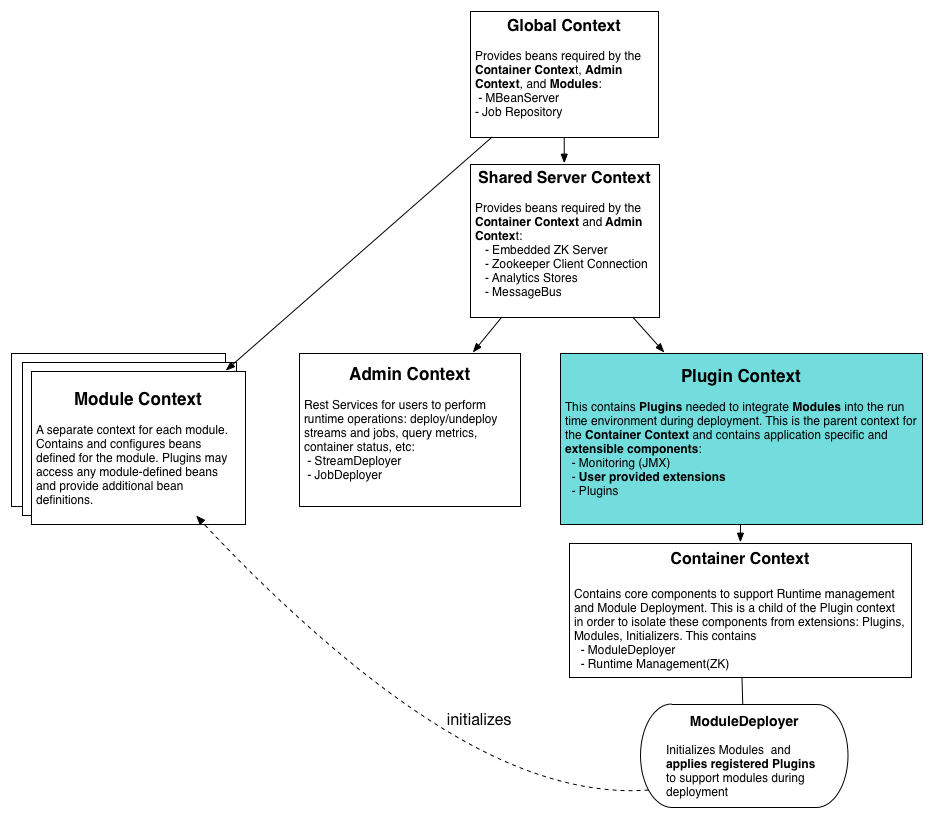 Global Context
Provides beans required by the
Container Context, Admin
Context, and Modules:
- MBeanServer
- Job Repository
Shared Server Context
Provides beans required by the
Container Context and Admin
Context:
- Embedded ZK Server
- Zookeeper Client Connection
- Analytics Stores
- MessageBus
Module Context
A separate context for each module.
Contains and configures beans
defined for the module. Plugins may
access any module-defined beans
and provide additional bean
definitions.
Admin Context
Rest Services for users to perform
runtime operations: deploy/undeploy
streams and jobs, query metrics,
container status, etc:
- StreamDeployer
- JobDeployer
Plugin Context
This contains Plugins needed to integrate Modules into the run
time environment during deployment. This is the parent context for
the Container Context and contains application specific and
extensible components:
- Monitoring (JMX)
- User provided extensions
- Plugins
Container Context
Contains core components to support Runtime management
and Module Deployment. This is a child of the Plugin context
in order to isolate these components from extensions: Plugins,
Modules, Initializers. This contains
- ModuleDeployer
- Runtime Management(ZK)
initializes
ModuleDeployer
Initializes Modules and
applies registered Plugins
to support modules during
deployment